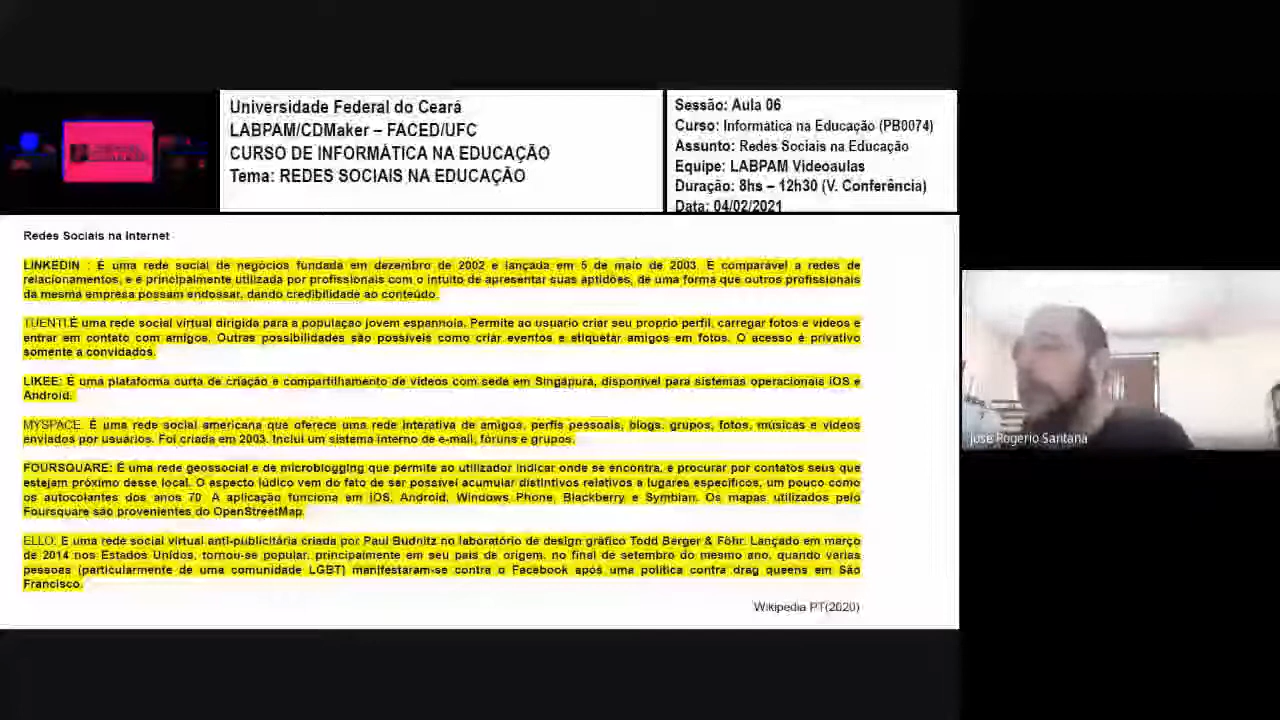 Universidade Federal do Ceará
LABPAM/CDMaker – FACED/UFC
CURSO DE INFORMÁTICA NA EDUCAÇÃO
Tema: REDES SOCIAIS NA EDUCAÇÃO
Sessão: Aula 06
Curso: Informática na Educação (PB0074)
Assunto: Redes Sociais na Educação
Equipe: LABPAM Videoaulas
Duração: 8hs – 12h30 (V. Conferência)
Data: 04/02/2021
Redes Sociais na Internet
LINKEDIN : É uma rede social de negócios fundada em dezembro de 2002 e lançada em 5 de maio de 2003. É comparável a redes de
relacionamentos, e é principalmente utilizada por profissionais com o intuito de apresentar suas aptidões, de uma forma que outros profissionais
da mesma empresa possam endossar, dando credibilidade ao conteúdo.
TUENTI:É uma rede social virtual dirigida para a população jovem espanhola. Permite ao usuário criar seu próprio perfil, carregar fotos e vídeos e
entrar em contato com amigos. Outras possibilidades são possíveis como criar eventos e etiquetar amigos em fotos. O acesso é privativo
somente a convidados.
LIKEE: É uma plataforma curta de criação e compartilhamento de vídeos com sede em Singapura, disponível para sistemas operacionais iOS e
Android.
MYSPACE: É uma rede social americana que oferece uma rede interativa de amigos, perfis pessoais, blogs, grupos, fotos, músicas e vídeos
enviados por usuários. Foi criada em 2003. Inclui um sistema interno de e-mail, fóruns e grupos.
FOURSQUARE: É uma rede geossocial e de microblogging que permite ao utilizador indicar onde se encontra, e procurar por contatos seus que
estejam próximo desse local. O aspecto lúdico vem do fato de ser possível acumular distintivos relativos a lugares específicos, um pouco como
os autocolantes dos anos 70. A aplicação funciona em iOS, Android, Windows Phone, Blackberry e Symbian. Os mapas utilizados pelo
Foursquare são provenientes do OpenStreetMap.
ELLO: É uma rede social virtual anti-publicitária criada por Paul Budnitz no laboratório de design gráfico Todd Berger & Föhr. Lançado em março
de 2014 nos Estados Unidos, tornou-se popular, principalmente em seu país de origem, no final de setembro do mesmo ano, quando várias
pessoas (particularmente de uma comunidade LGBT) manifestaram-se contra o Facebook após uma política contra drag queens em São
Francisco.
Wikipedia PT(2020)
José Rogério Santana